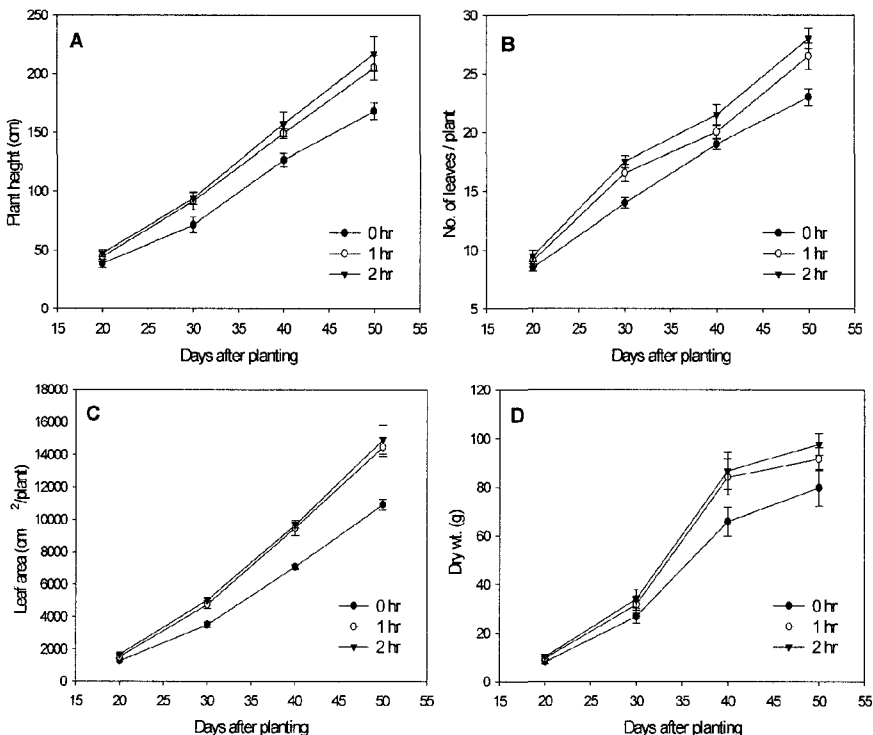 A
Plant height (cm)
250
200
150
100
50
0
0 hr
1 hr
2 hr
15 20 25 30 35 40 45 50 55
Days after planting
B
No. of leaves / plant
30
25
20
15
10
5
0 hr
1 hr
2 hr
15 20 25 30 35 40 45 50 55
Days after planting
C
Leaf area (cm 2/plant)
18000
16000
14000
12000
10000
8000
6000
4000
2000
0
0 hr
1 hr
2 hr
15 20 25 30 35 40 45 50 55
Days after planting
D
Dry wt. (g)
120
100
80
60
40
20
0
0 hr
1 hr
2 hr
15 20 25 30 35 40 45 50 55
Days after planting